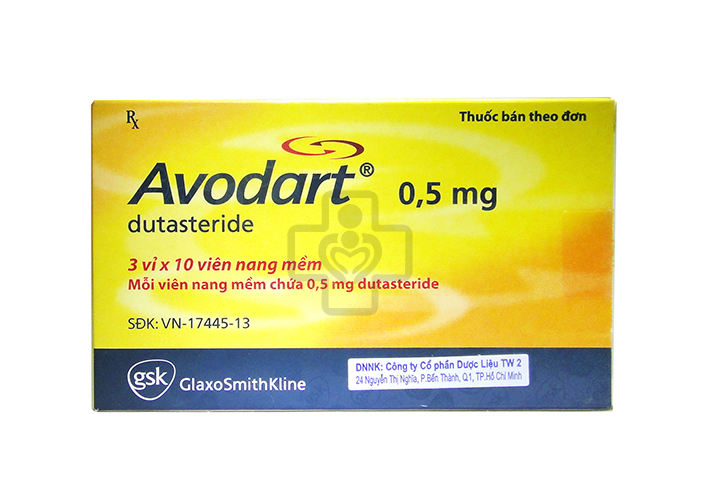 Rx
Thuốc bán theo đơn
Avodart® 0,5 mg
dutasteride
3 vỉ x 10 viên nang mềm
Mỗi viên nang mềm chứa 0,5 mg dutasteride
SĐK: VN-17445-13
gsk GlaxoSmithKline
DNNK: Công ty Cổ phần Dược Liệu TW 2
24 Nguyễn Thị Nghĩa, P.Bến Thành, Q.1, TP.Hồ Chí Minh